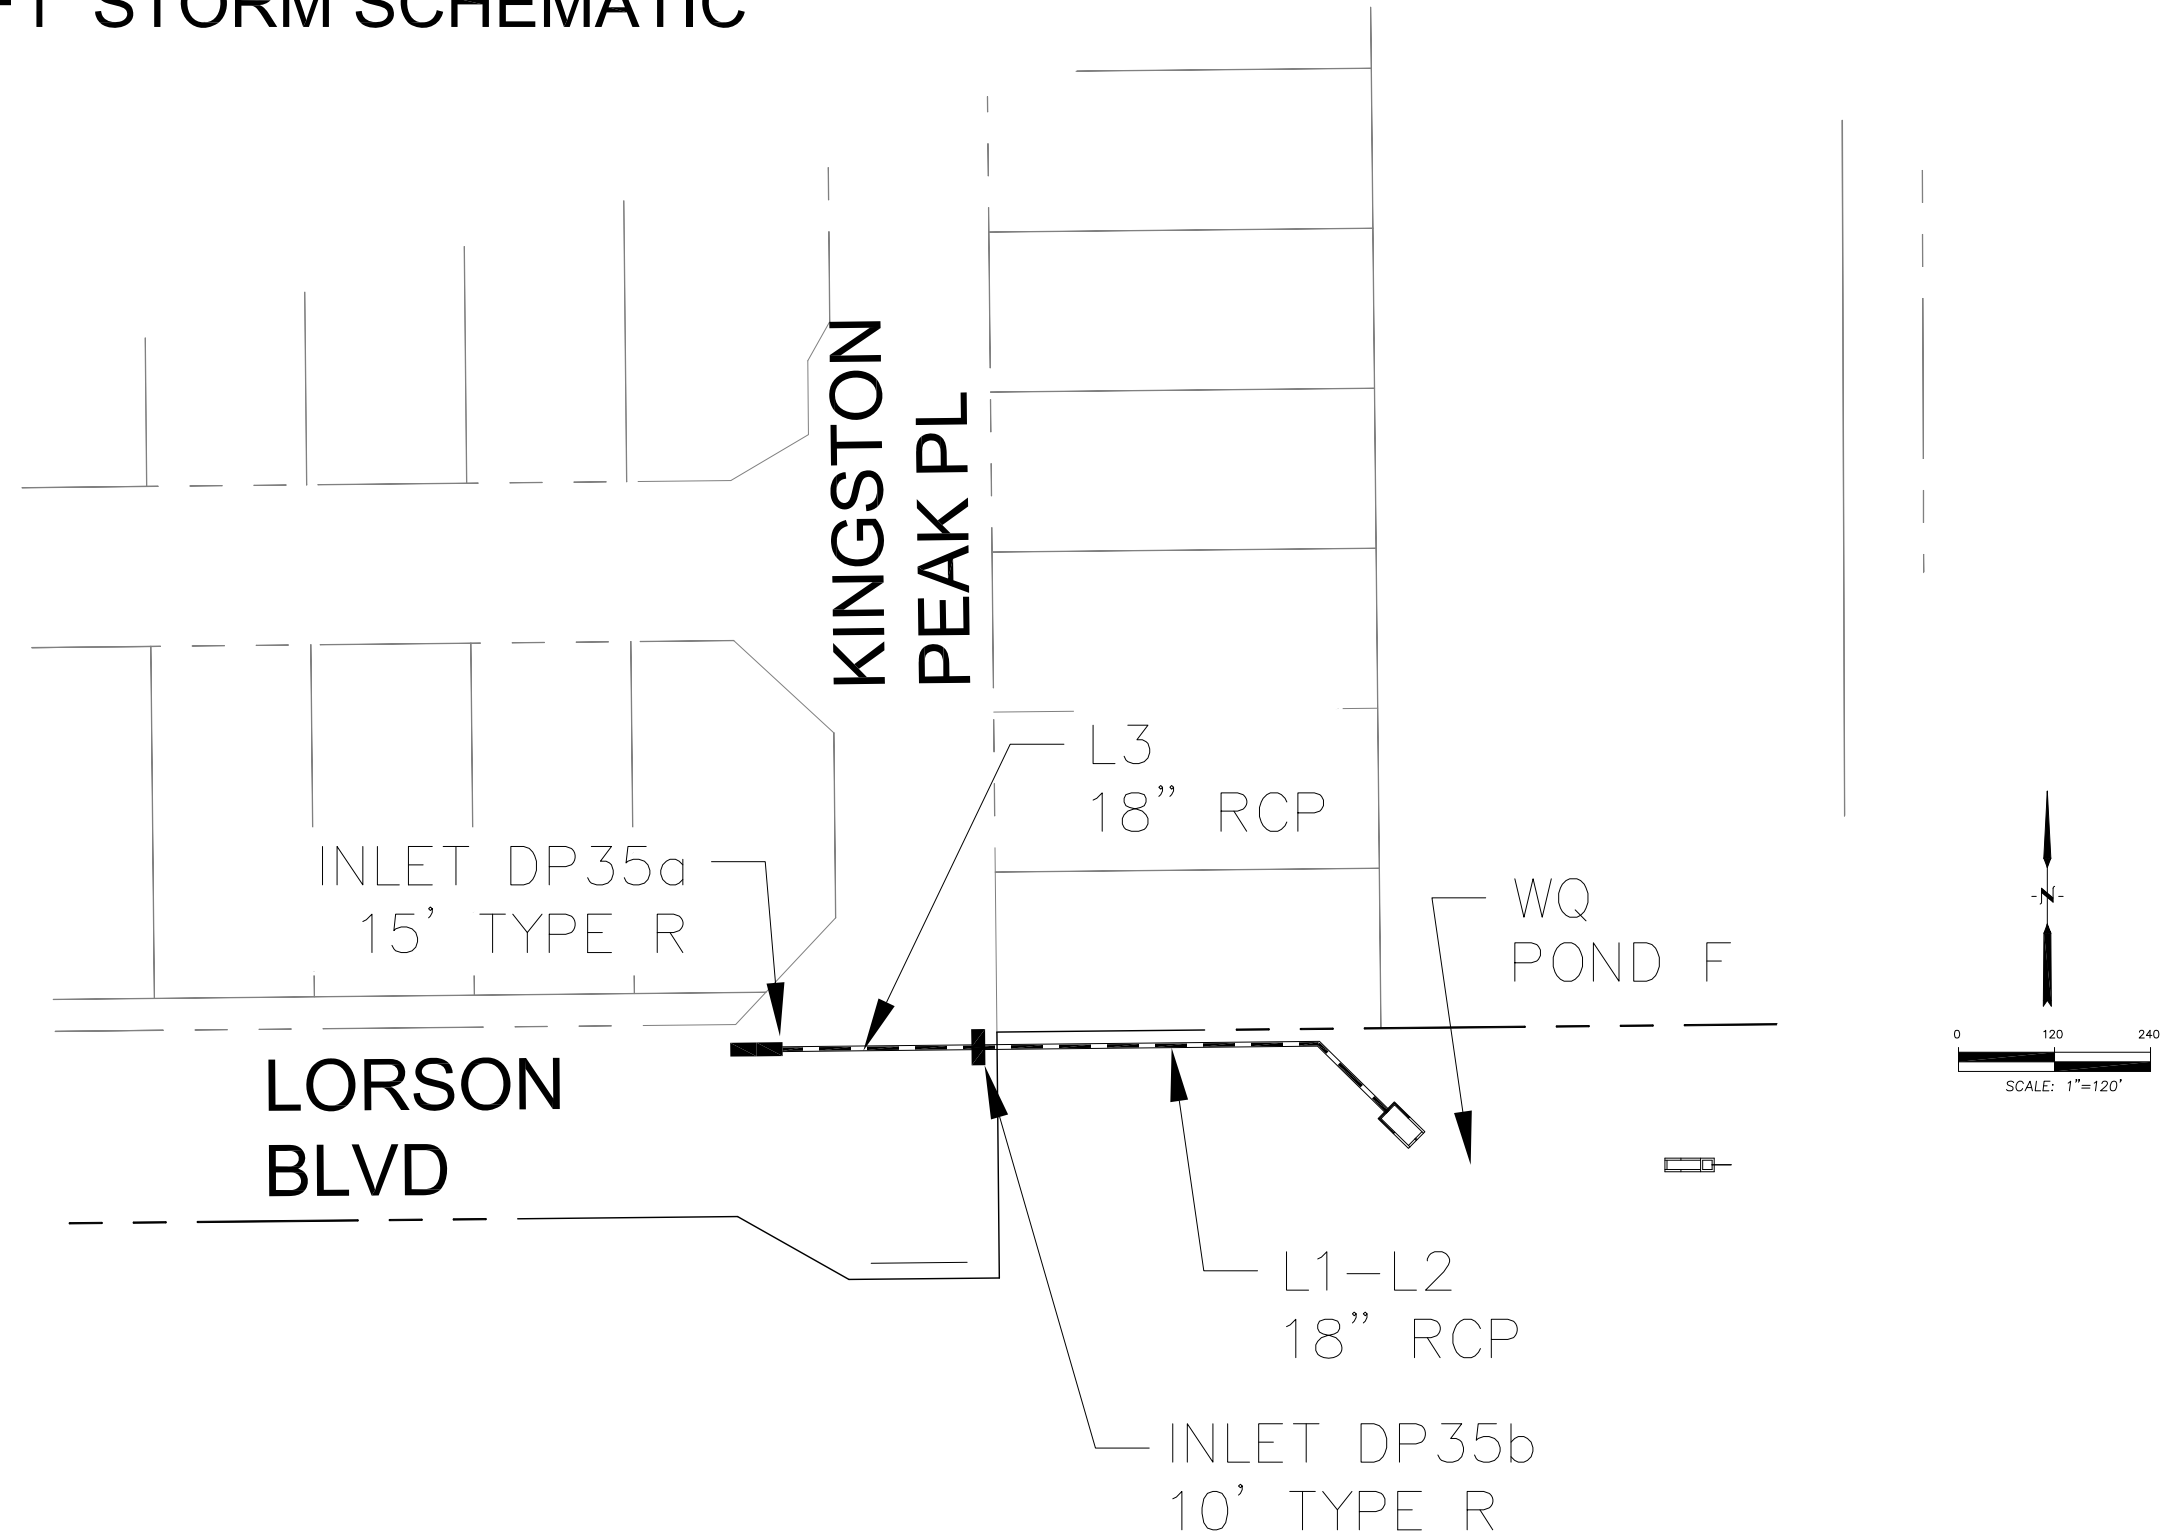 STORM SCHEMATIC
KINGSTON
PEAK PL
L3
18” RCP
INLET DP35a
15’ TYPE R
WQ
POND F
N
0 120 240
SCALE: 1”=120’
LORSON
BLVD
L1-L2
18” RCP
INLET DP35b
10’ TYPE R